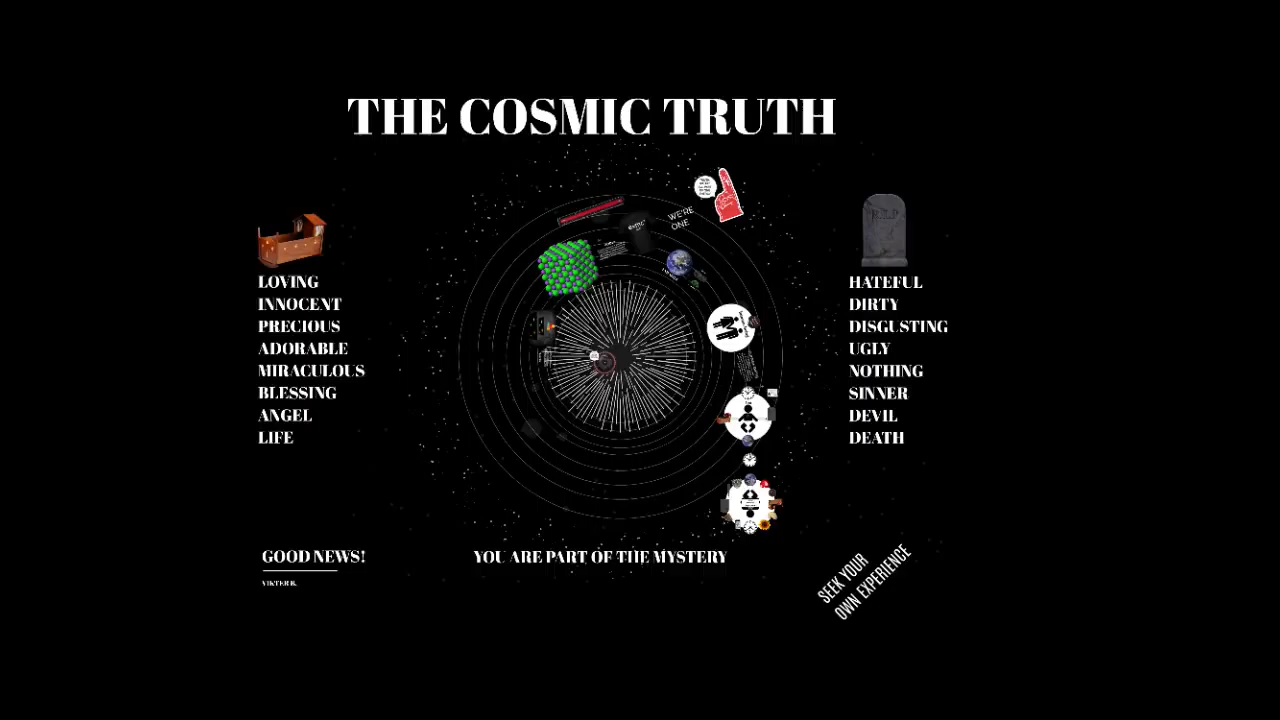 THE COSMIC TRUTH
WE'RE
ONE
R.I.P
LOVING
INNOCENT
PRECIOUS
ADORABLE
MIRACULOUS
BLESSING
ANGEL
LIFE
HATEFUL
DIRTY
DISGUSTING
UGLY
NOTHING
SINNER
DEVIL
DEATH
GOOD NEWS!
VIKTER B.
YOU ARE PART OF THE MYSTERY
SEEK YOUR
OWN EXPERIENCE